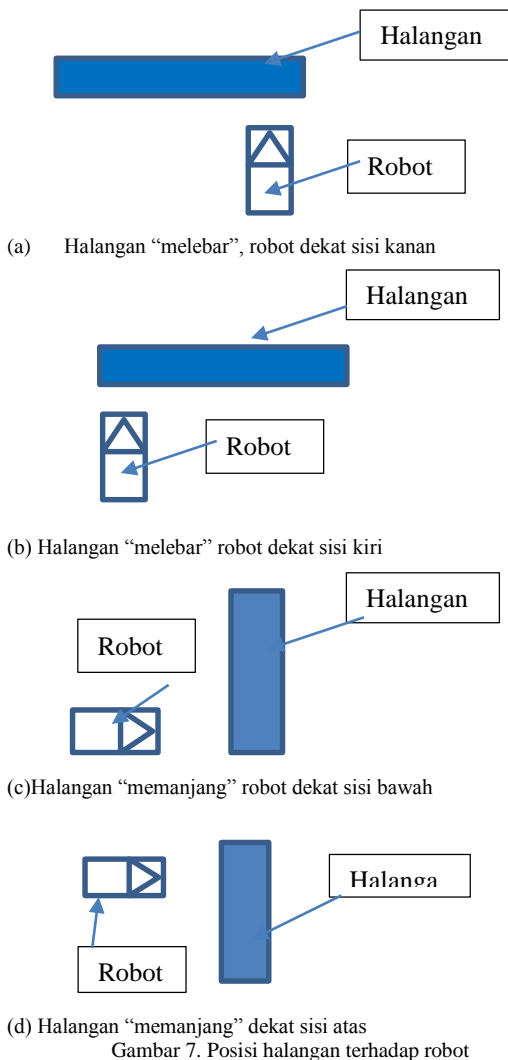 Halangan
Robot
(a) Halangan “melebar”, robot dekat sisi kanan
Halangan
Robot
(b) Halangan “melebar” robot dekat sisi kiri
Halangan
Robot
(c)Halangan “memanjang” robot dekat sisi bawah
Halanga
Robot
(d) Halangan “memanjang” dekat sisi atas
Gambar 7. Posisi halangan terhadap robot